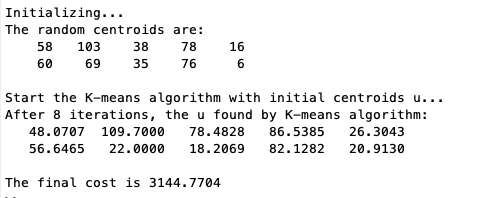 Initializing...
The random centroids are:
58 103 38 78 16
60 69 35 76 6
Start the K-means algorithm with initial centroids u...
After 8 iterations, the u found by K-means algorithm:
48.0707 109.7000 78.4828 86.5385 26.3043
56.6465 22.0000 18.2069 82.1282 20.9130
The final cost is 3144.7704